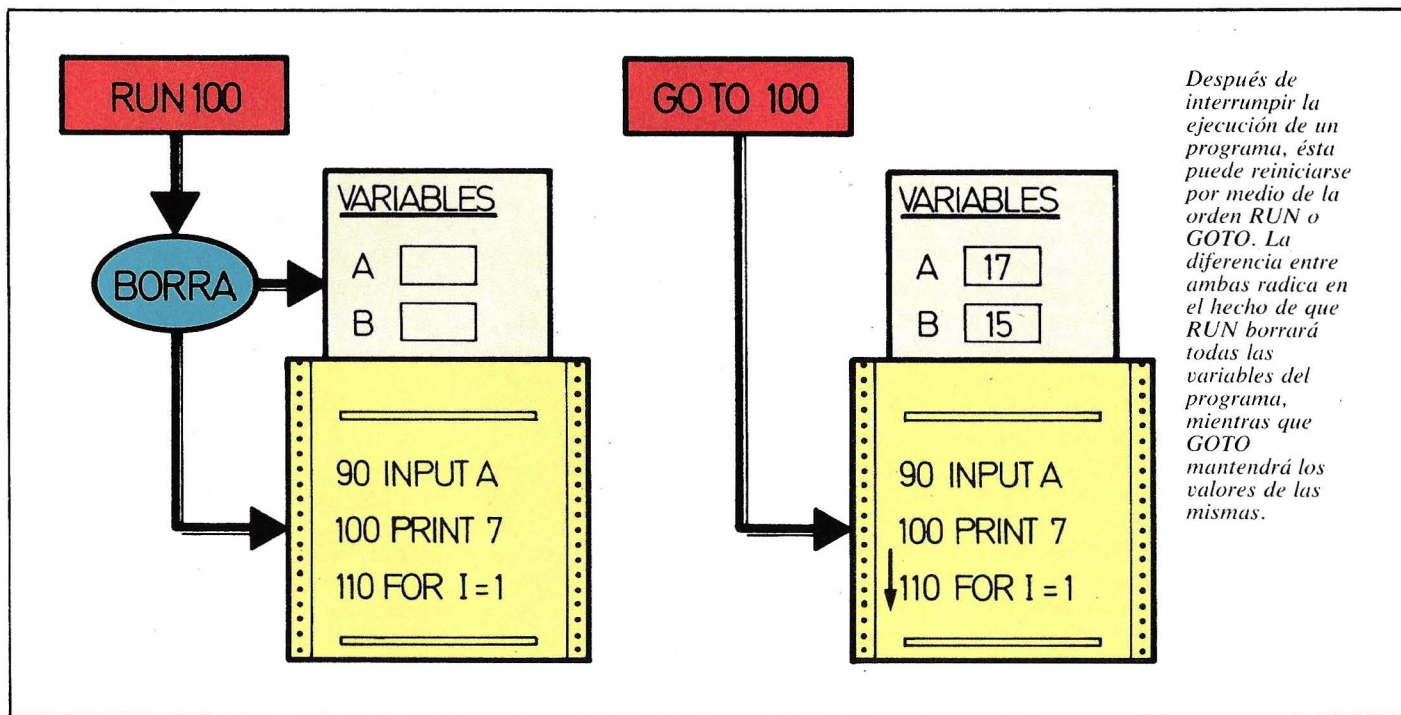 RUN 100
BORRA
VARIABLES
A
B
90 INPUT A
100 PRINT 7
110 FOR I = 1
GO TO 100
VARIABLES
A 17
B 15
90 INPUT A
100 PRINT 7
110 FOR I = 1
Después de
interrumpir la
ejecución de un
programa, ésta
puede reiniciarse
por medio de la
orden RUN o
GOTO. La
diferencia entre
ambas radica en
el hecho de que
RUN borrará
todas las
variables del
programa,
mientras que
GOTO
mantendrá los
valores de las
mismas.